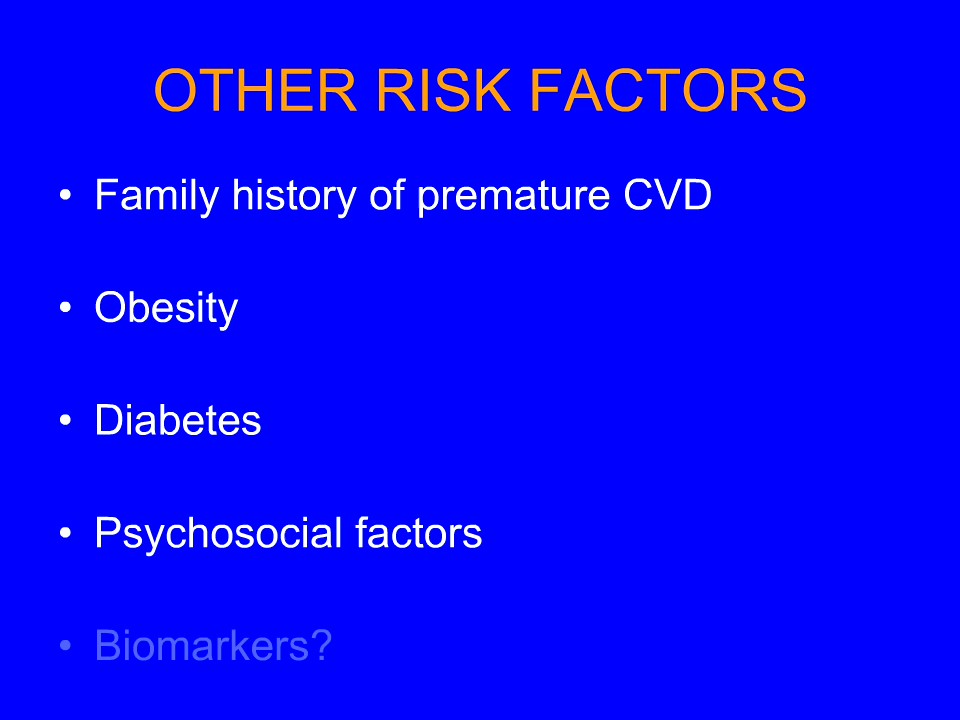 OTHER RISK FACTORS
• Family history of premature CVD
• Obesity
• Diabetes
• Psychosocial factors
• Biomarkers?